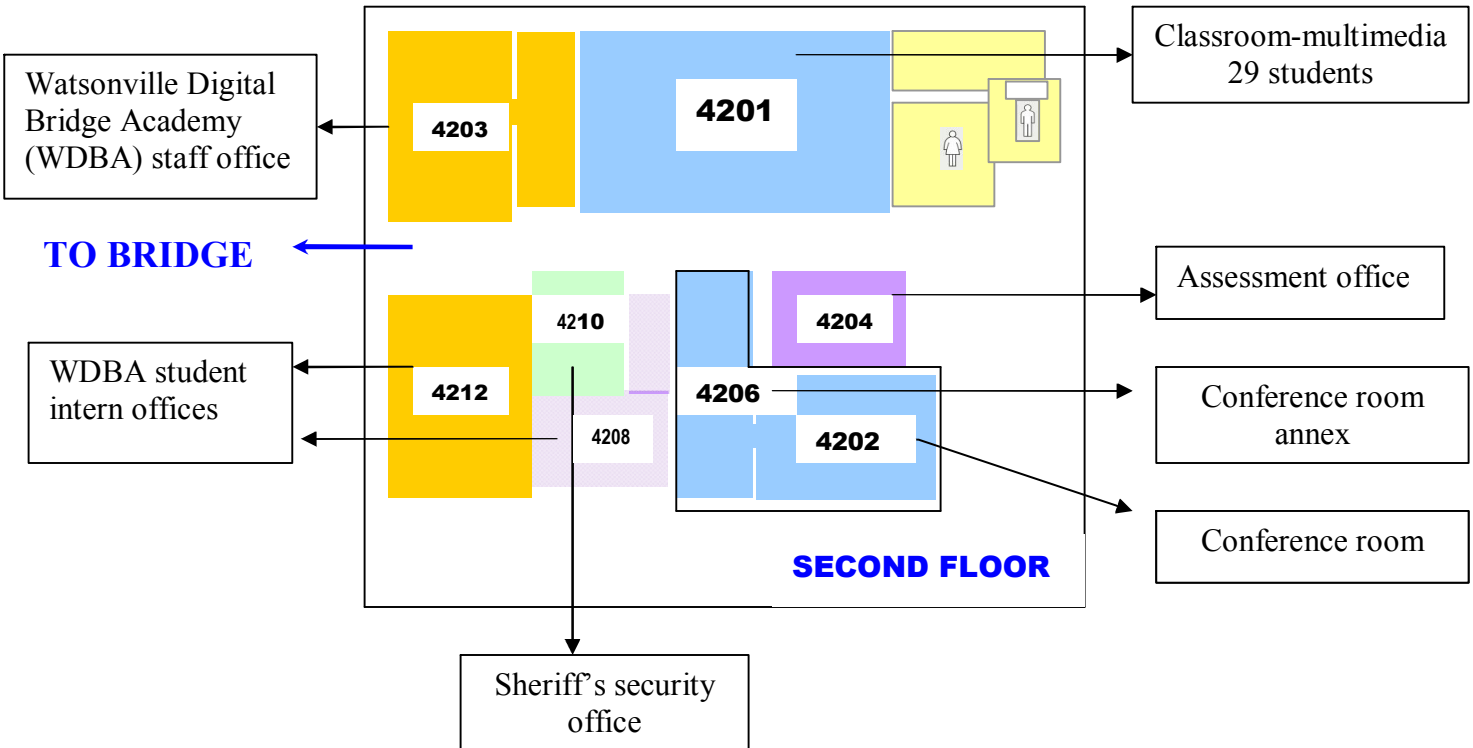 Classroom-multimedia
29 students
Watsonville Digital
Bridge Academy
(WDBA) staff office
4203
4201
TO BRIDGE
Assessment office
4210
4204
WDBA student
intern offices
4212
4206
Conference room
annex
4208
4202
Conference room
SECOND FLOOR
Sheriff’s security
office